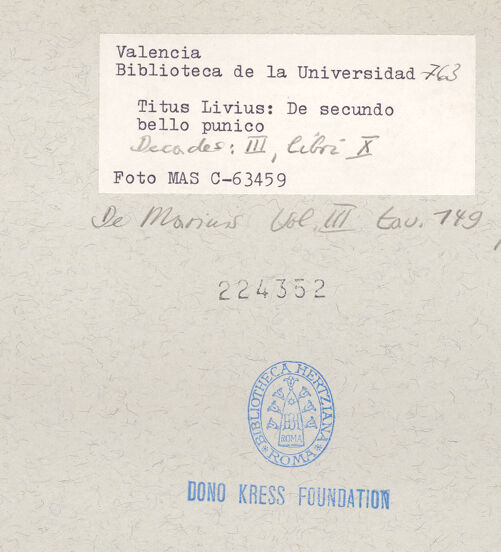 Valencia
Biblioteca de la Universidad 763
Titus Livius: De secundo
bello punico
Decades: III, libri X
Foto MAS C-63459
De Marinis Vol. III tav. 149
224352
BIBLIOTHECA HERTZIANA
ROMA
ROMA
DONO KRESS FOUNDATION